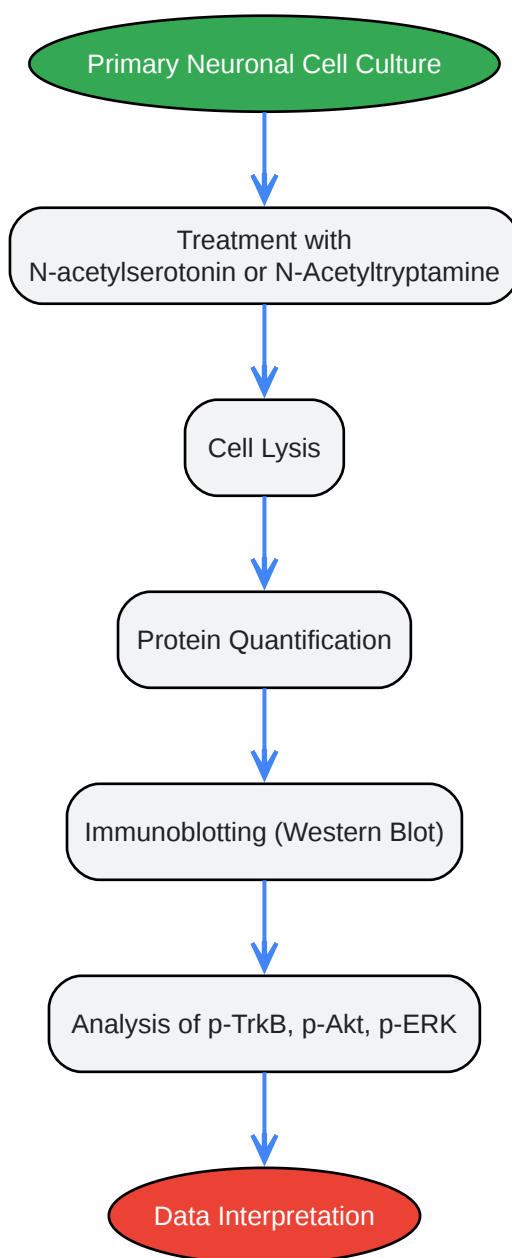 Primary Neuronal Cell Culture
Treatment with
N-acetylserotonin or N-Acetyltryptamine
Cell Lysis
Protein Quantification
Immunoblotting (Western Blot)
Analysis of p-TrkB, p-Akt, p-ERK
Data Interpretation